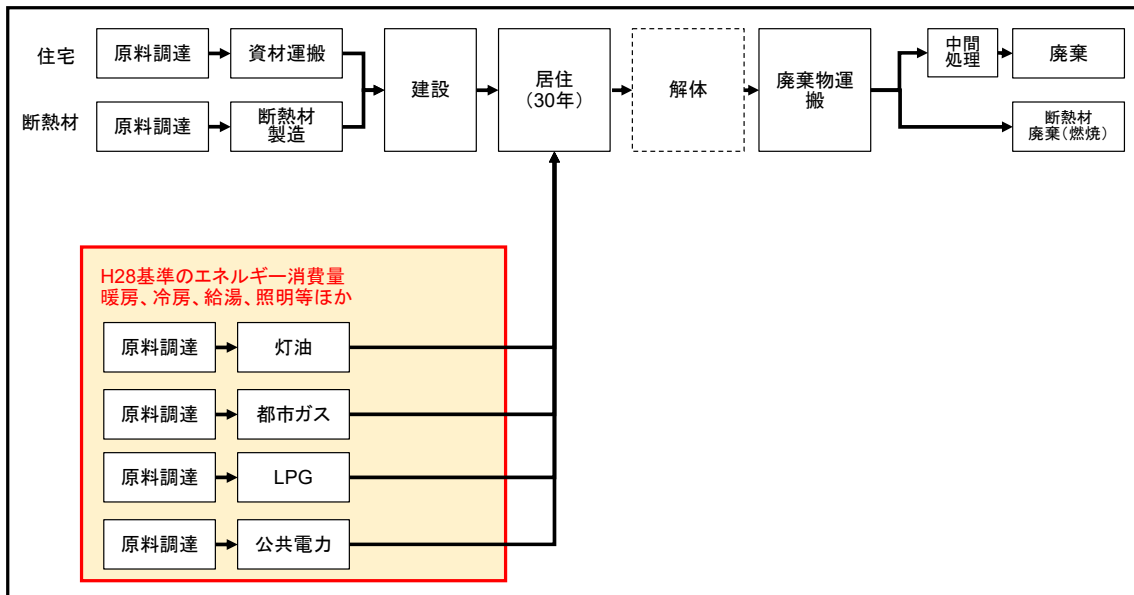 住宅
原料調達
資材運搬
断熱材
原料調達
断熱材
製造
建設
居住
(30年)
解体
廃棄物運
搬
中間
処理
廃棄
断熱材
廃棄(燃焼)
H28基準のエネルギー消費量
暖房、冷房、給湯、照明等ほか
原料調達
灯油
原料調達
都市ガス
原料調達
LPG
原料調達
公共電力